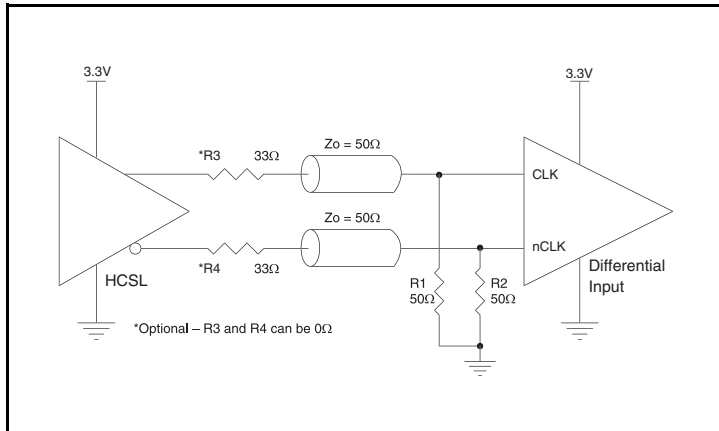 3.3V
3.3V
*R3 33Ω
Zo = 50Ω
CLK
Zo = 50Ω
nCLK
HCSL
*R4 33Ω
R1
50Ω
R2
50Ω
Differential
Input
*Optional – R3 and R4 can be 0Ω